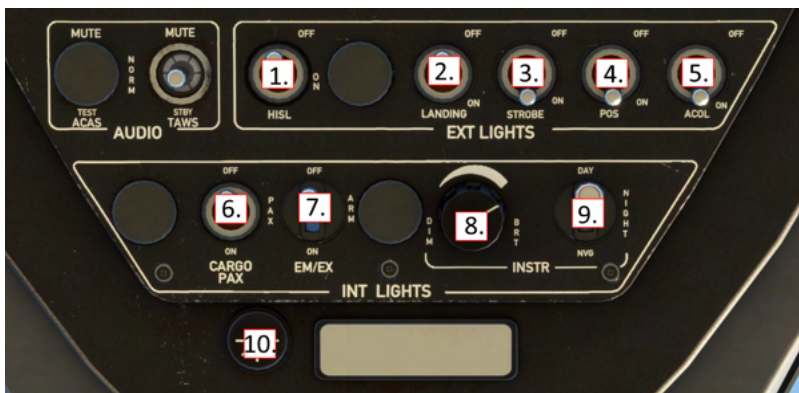 MUTE
MUTE
NORM
TEST
ACAS
STBY
TAWS
AUDIO
OFF
1.
ON
HISL
OFF
2.
ON
LANDING
OFF
3.
ON
STROBE
OFF
4.
ON
POS
OFF
5.
ON
ACOL
EXT LIGHTS
OFF
6.
PAX
ON
CARGO
PAX
OFF
7.
ARM
ON
EM/EX
DIM
8.
BRT
DAY
9.
NIGHT
NVG
INSTR
INT LIGHTS
10.